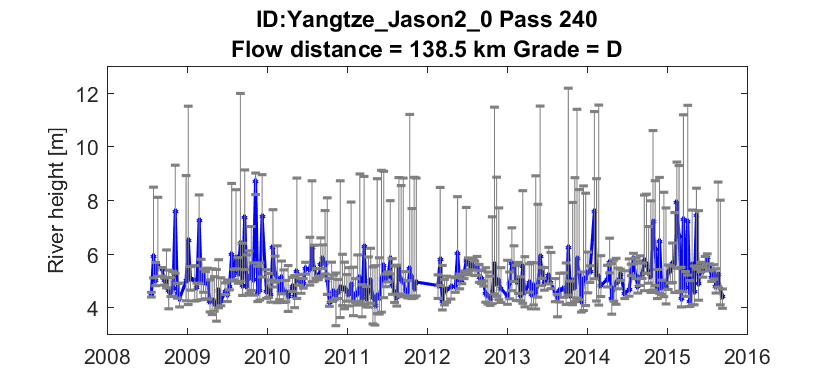 ID:Yangtze_Jason2_0 Pass 240
Flow distance = 138.5 km Grade = D
River height [m]
12
10
8
6
4
2008 2009 2010 2011 2012 2013 2014 2015 2016